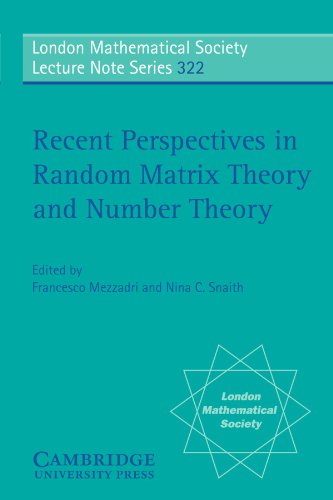 London Mathematical Society
Lecture Note Series 322
Recent Perspectives in
Random Matrix Theory
and Number Theory
Edited by
Francesco Mezzadri and Nina C. Snaith
London
Mathematical
Society
CAMBRIDGE
UNIVERSITY PRESS